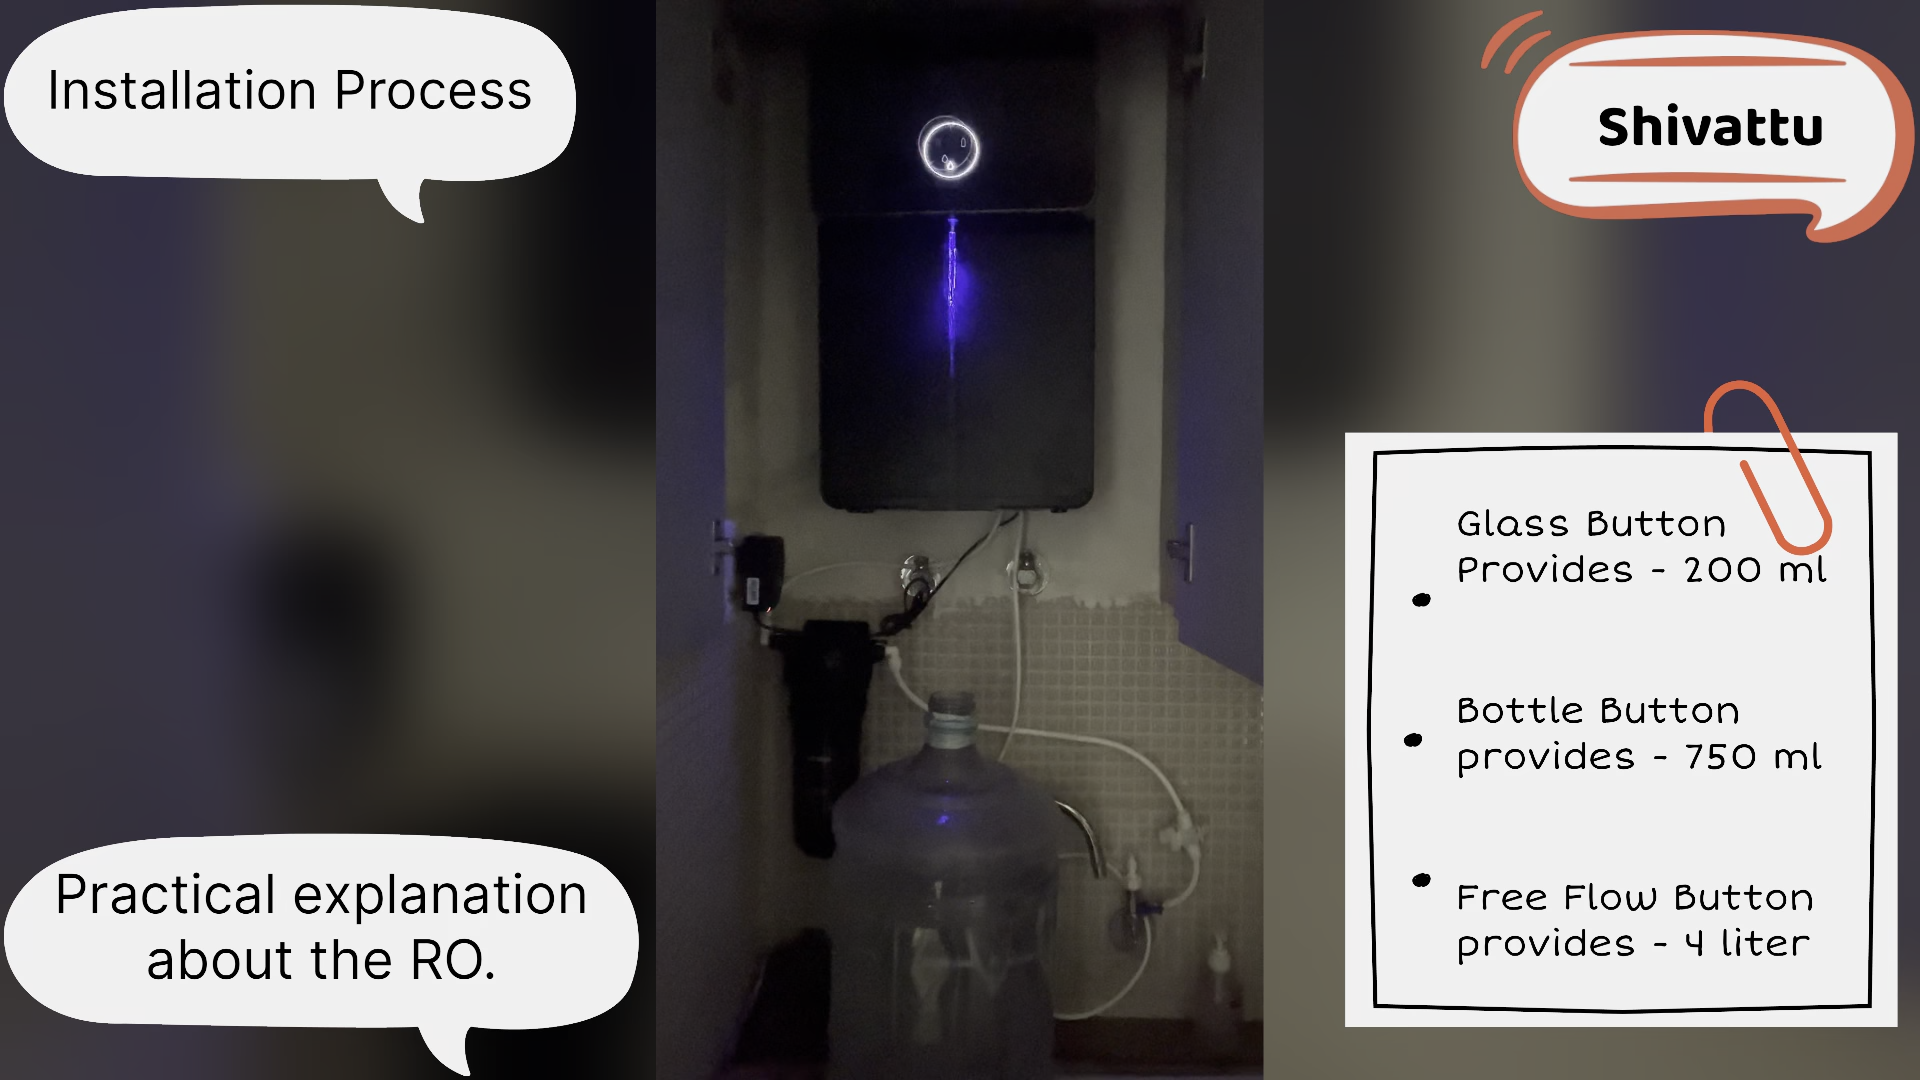 Installation Process
Shivattu
Glass Button
Provides - 200 ml
Bottle Button
provides - 750 ml
Free Flow Button
provides - 4 liter
Practical explanation
about the RO.